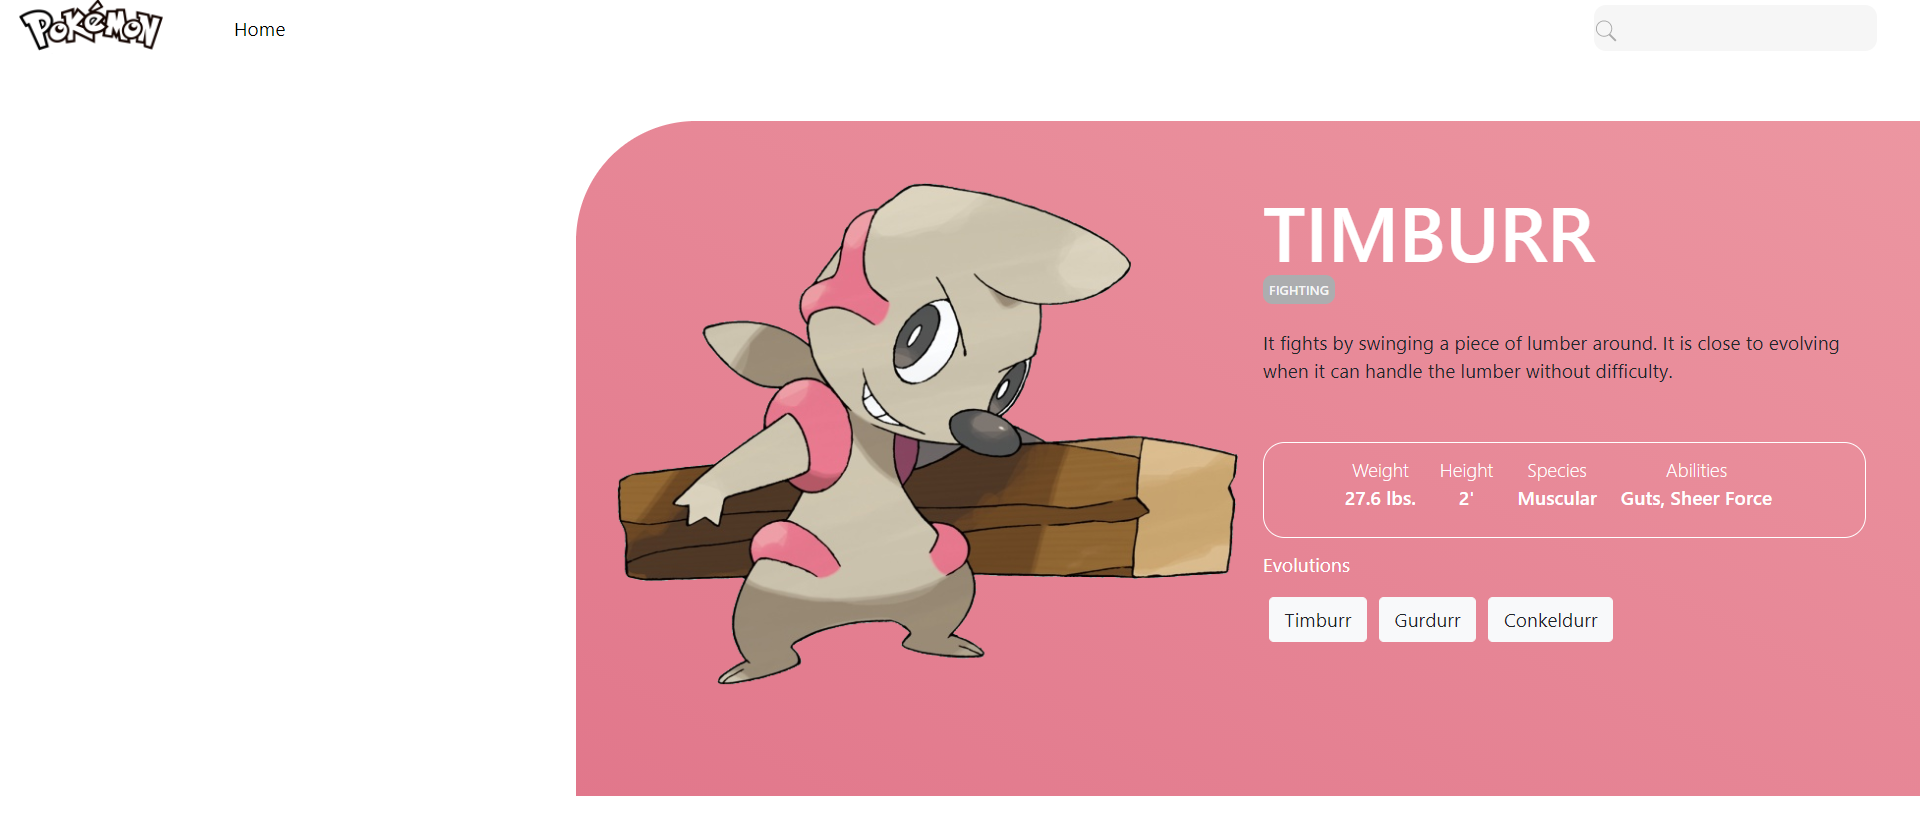 POKéMON
Home
TIMBURR
FIGHTING
It fights by swinging a piece of lumber around. It is close to evolving
when it can handle the lumber without difficulty.
Weight Height Species Abilities
27.6 lbs. 2' Muscular Guts, Sheer Force
Evolutions
Timburr Gurdurr Conkeldurr